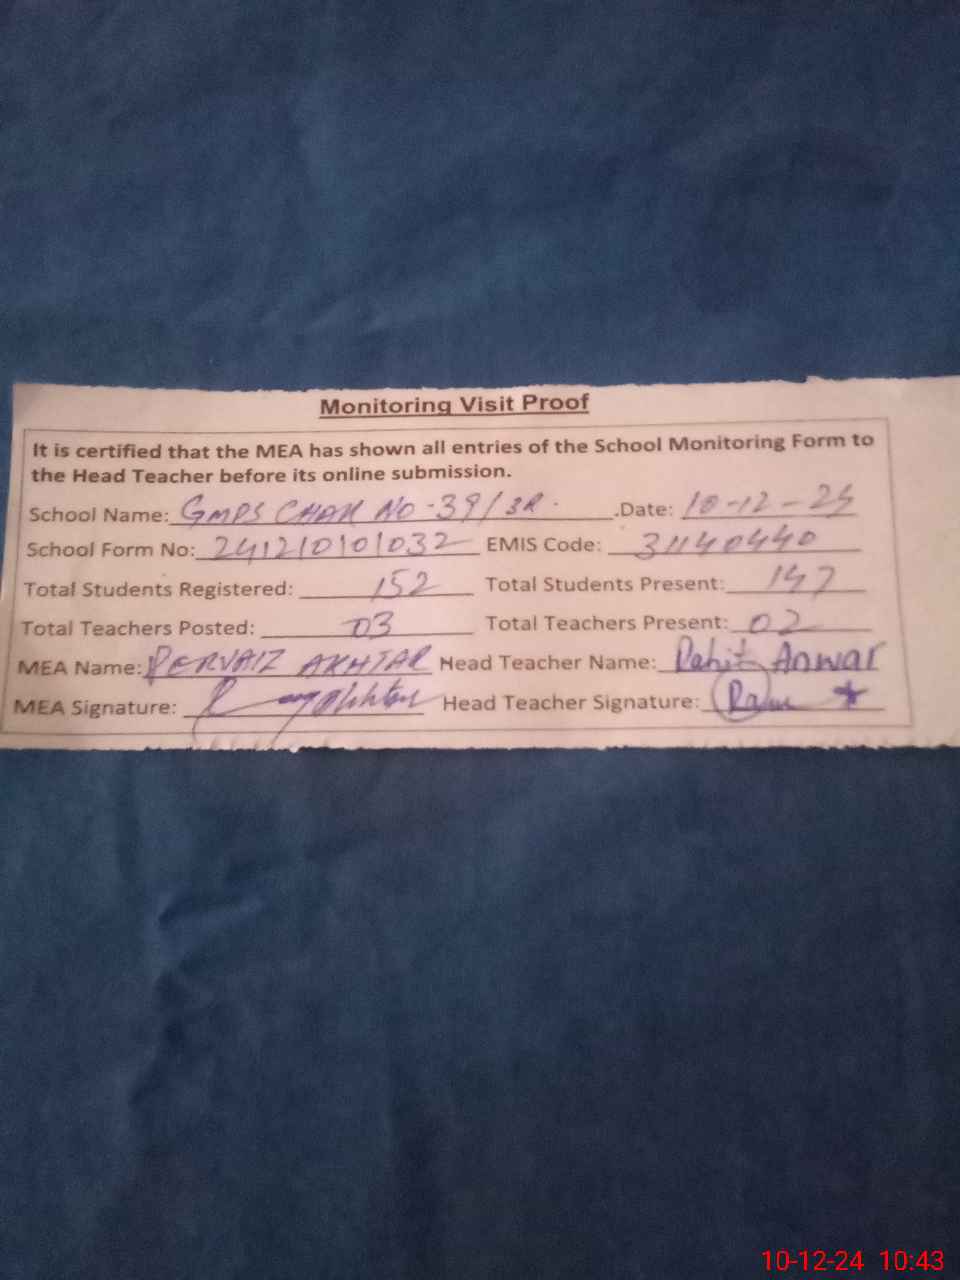 Monitoring Visit Proof
It is certified that the MEA has shown all entries of the School Monitoring Form to
the Head Teacher before its online submission.
School Name: GMPS CHAK NO-39/3R. .Date: 10-12-24
School Form No: 241210101032 EMIS Code: 31140440
Total Students Registered: 152 Total Students Present: 147
Total Teachers Posted: 03 Total Teachers Present: 02
MEA Name: PERVAIZ AKHTAR Head Teacher Name: Anwar
MEA Signature: Head Teacher Signature:
10-12-24 10:43